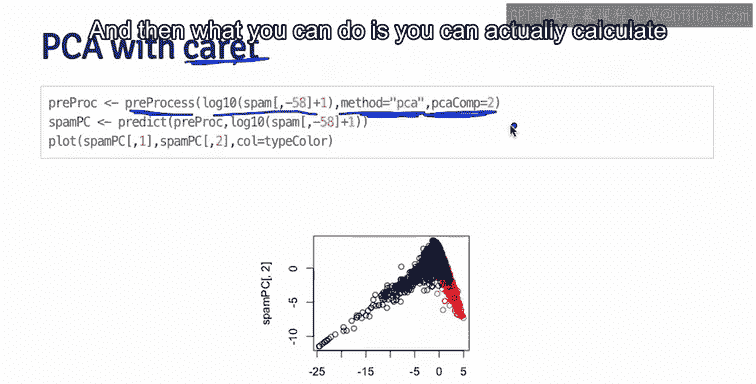 And then what you can do is you can actually calculate
PCA with caret
preProc <- preProcess(log10(spam[,-58]+1),method="pca",pcaComp=2)
spamPC <- predict(preProc,log10(spam[,-58]+1))
plot(spamPC[,1],spamPC[,2],col=typeColor)
spamPC[, 2]
0
-5
-10
-25 -15 -5 0 5